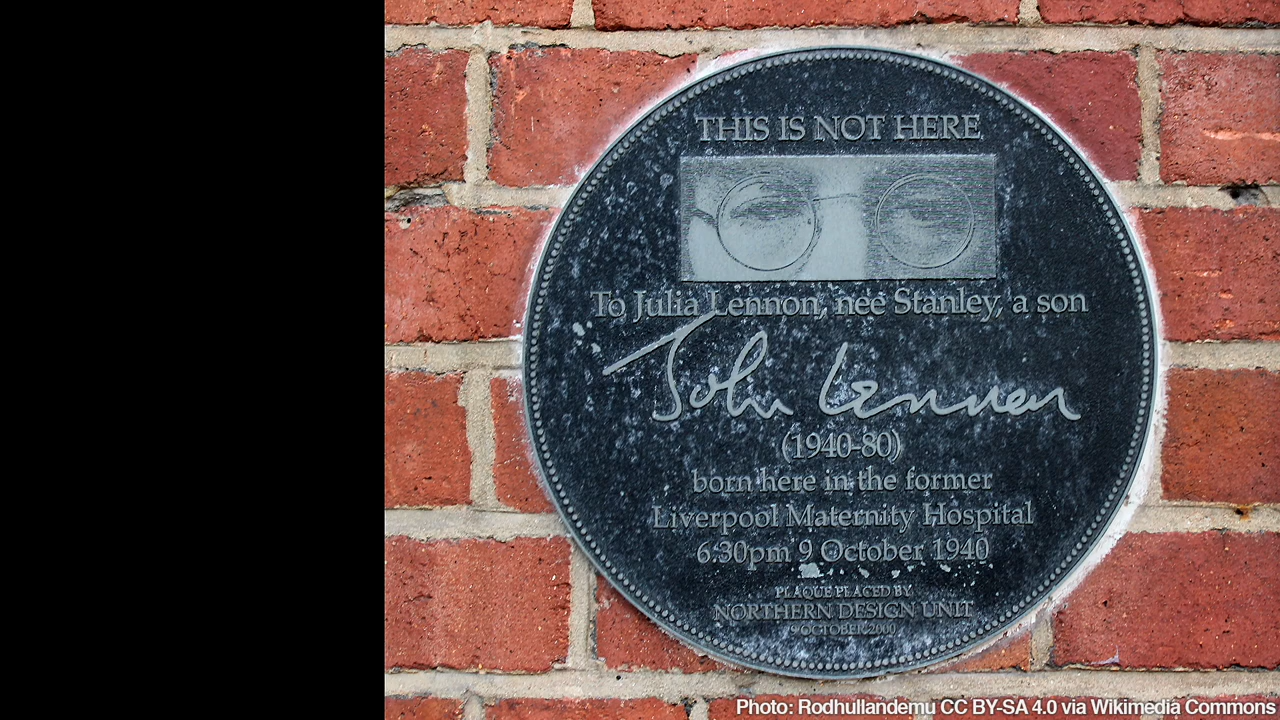 THIS IS NOT HERE
To Julia Lennon, nee Stanley, a son
John Lennon
(1940-80)
born here in the former
Liverpool Maternity Hospital
6.30pm 9 October 1940
PLAQUE PLACED BY
NORTHERN DESIGN UNIT
9 OCTOBER 2000
Photo: Rodhullandemu CC BY-SA 4.0 via Wikimedia Commons